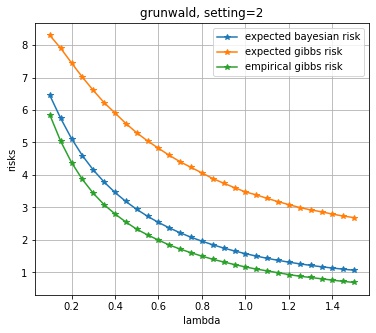 grunwald, setting=2
expected bayesian risk
expected gibbs risk
empirical gibbs risk
risks
8
7
6
5
4
3
2
1
0.2 0.4 0.6 0.8 1.0 1.2 1.4
lambda